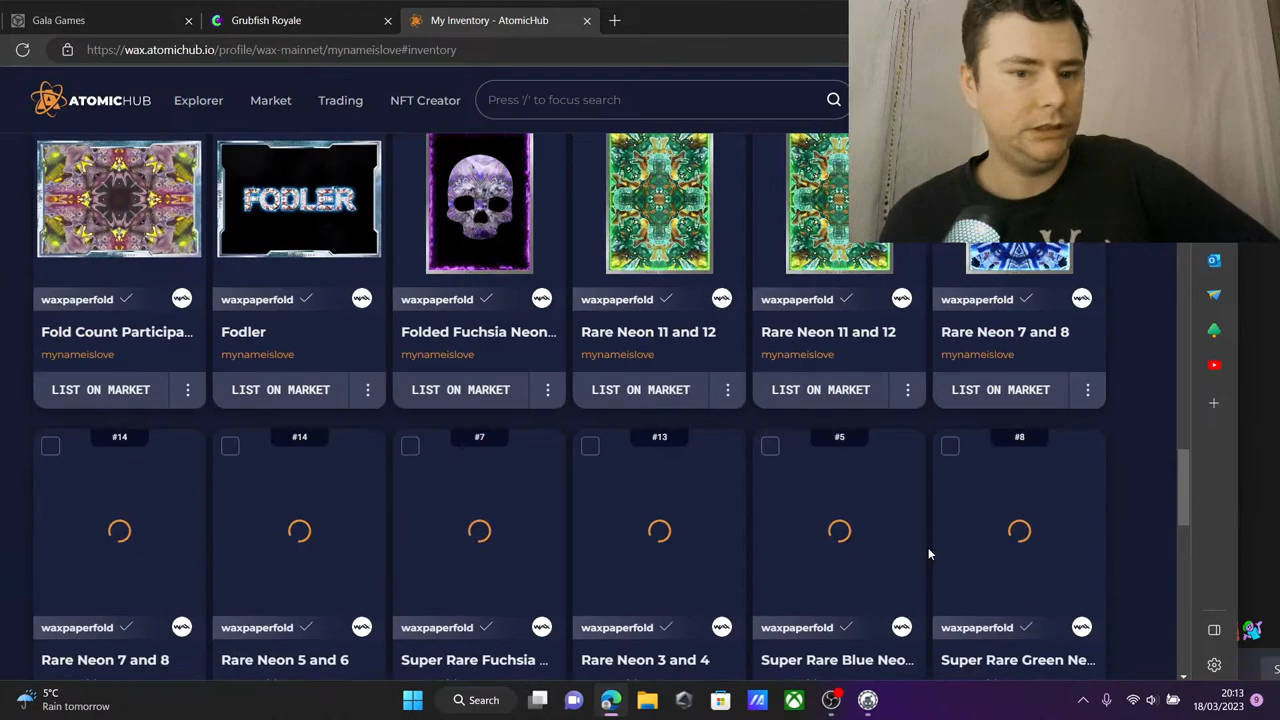 Gala Games
Grubfish Royale
My Inventory - AtomicHub
https://wax.atomichub.io/profile/wax-mainnet/mynameislove#inventory
ATOMICHUB
Explorer
Market
Trading
NFT Creator
Press '/' to focus search
FODLER
waxpaperfold
waxpaperfold
waxpaperfold
waxpaperfold
waxpaperfold
waxpaperfold
Fold Count Participa...
Fodler
Folded Fuchsia Neon...
Rare Neon 11 and 12
Rare Neon 11 and 12
Rare Neon 7 and 8
mynameislove
mynameislove
mynameislove
mynameislove
mynameislove
mynameislove
LIST ON MARKET
LIST ON MARKET
LIST ON MARKET
LIST ON MARKET
LIST ON MARKET
LIST ON MARKET
#14
#14
#7
#13
#5
#8
waxpaperfold
waxpaperfold
waxpaperfold
waxpaperfold
waxpaperfold
waxpaperfold
Rare Neon 7 and 8
Rare Neon 5 and 6
Super Rare Fuchsia ...
Rare Neon 3 and 4
Super Rare Blue Neo...
Super Rare Green Ne...
5°C
Rain tomorrow
Search
20:13
18/03/2023
9